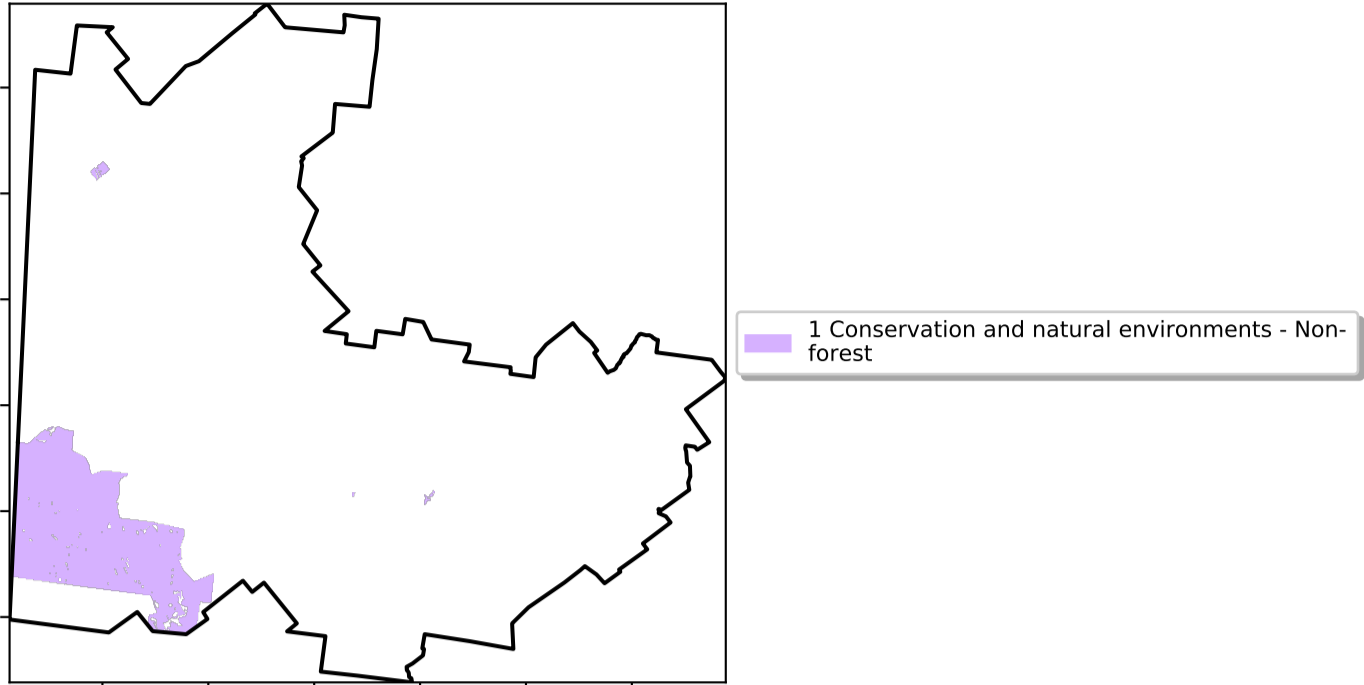 1 Conservation and natural environments - Non-
forest